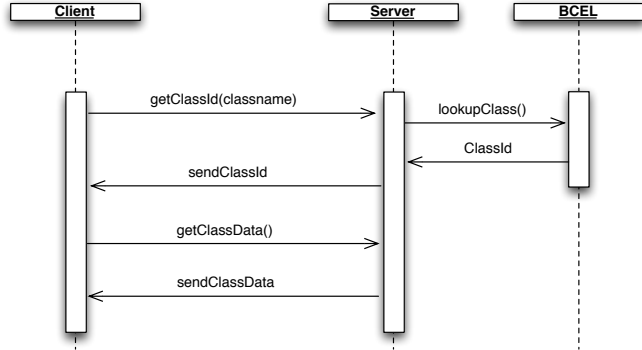 Client
Server
BCEL
getClassId(classname)
lookupClass()
ClassId
sendClassId
getClassData()
sendClassData